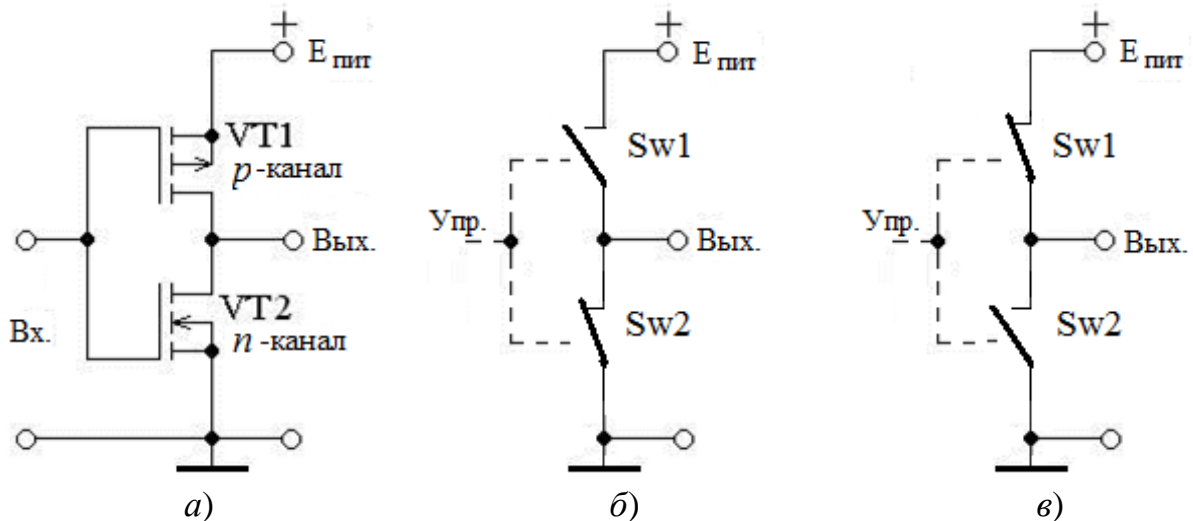 +
E пит
VT1
p -канал
Вых.
VT2
n -канал
Вх.
а)
+
E пит
Sw1
Упр.
Вых.
Sw2
б)
+
E пит
Sw1
Упр.
Вых.
Sw2
в)